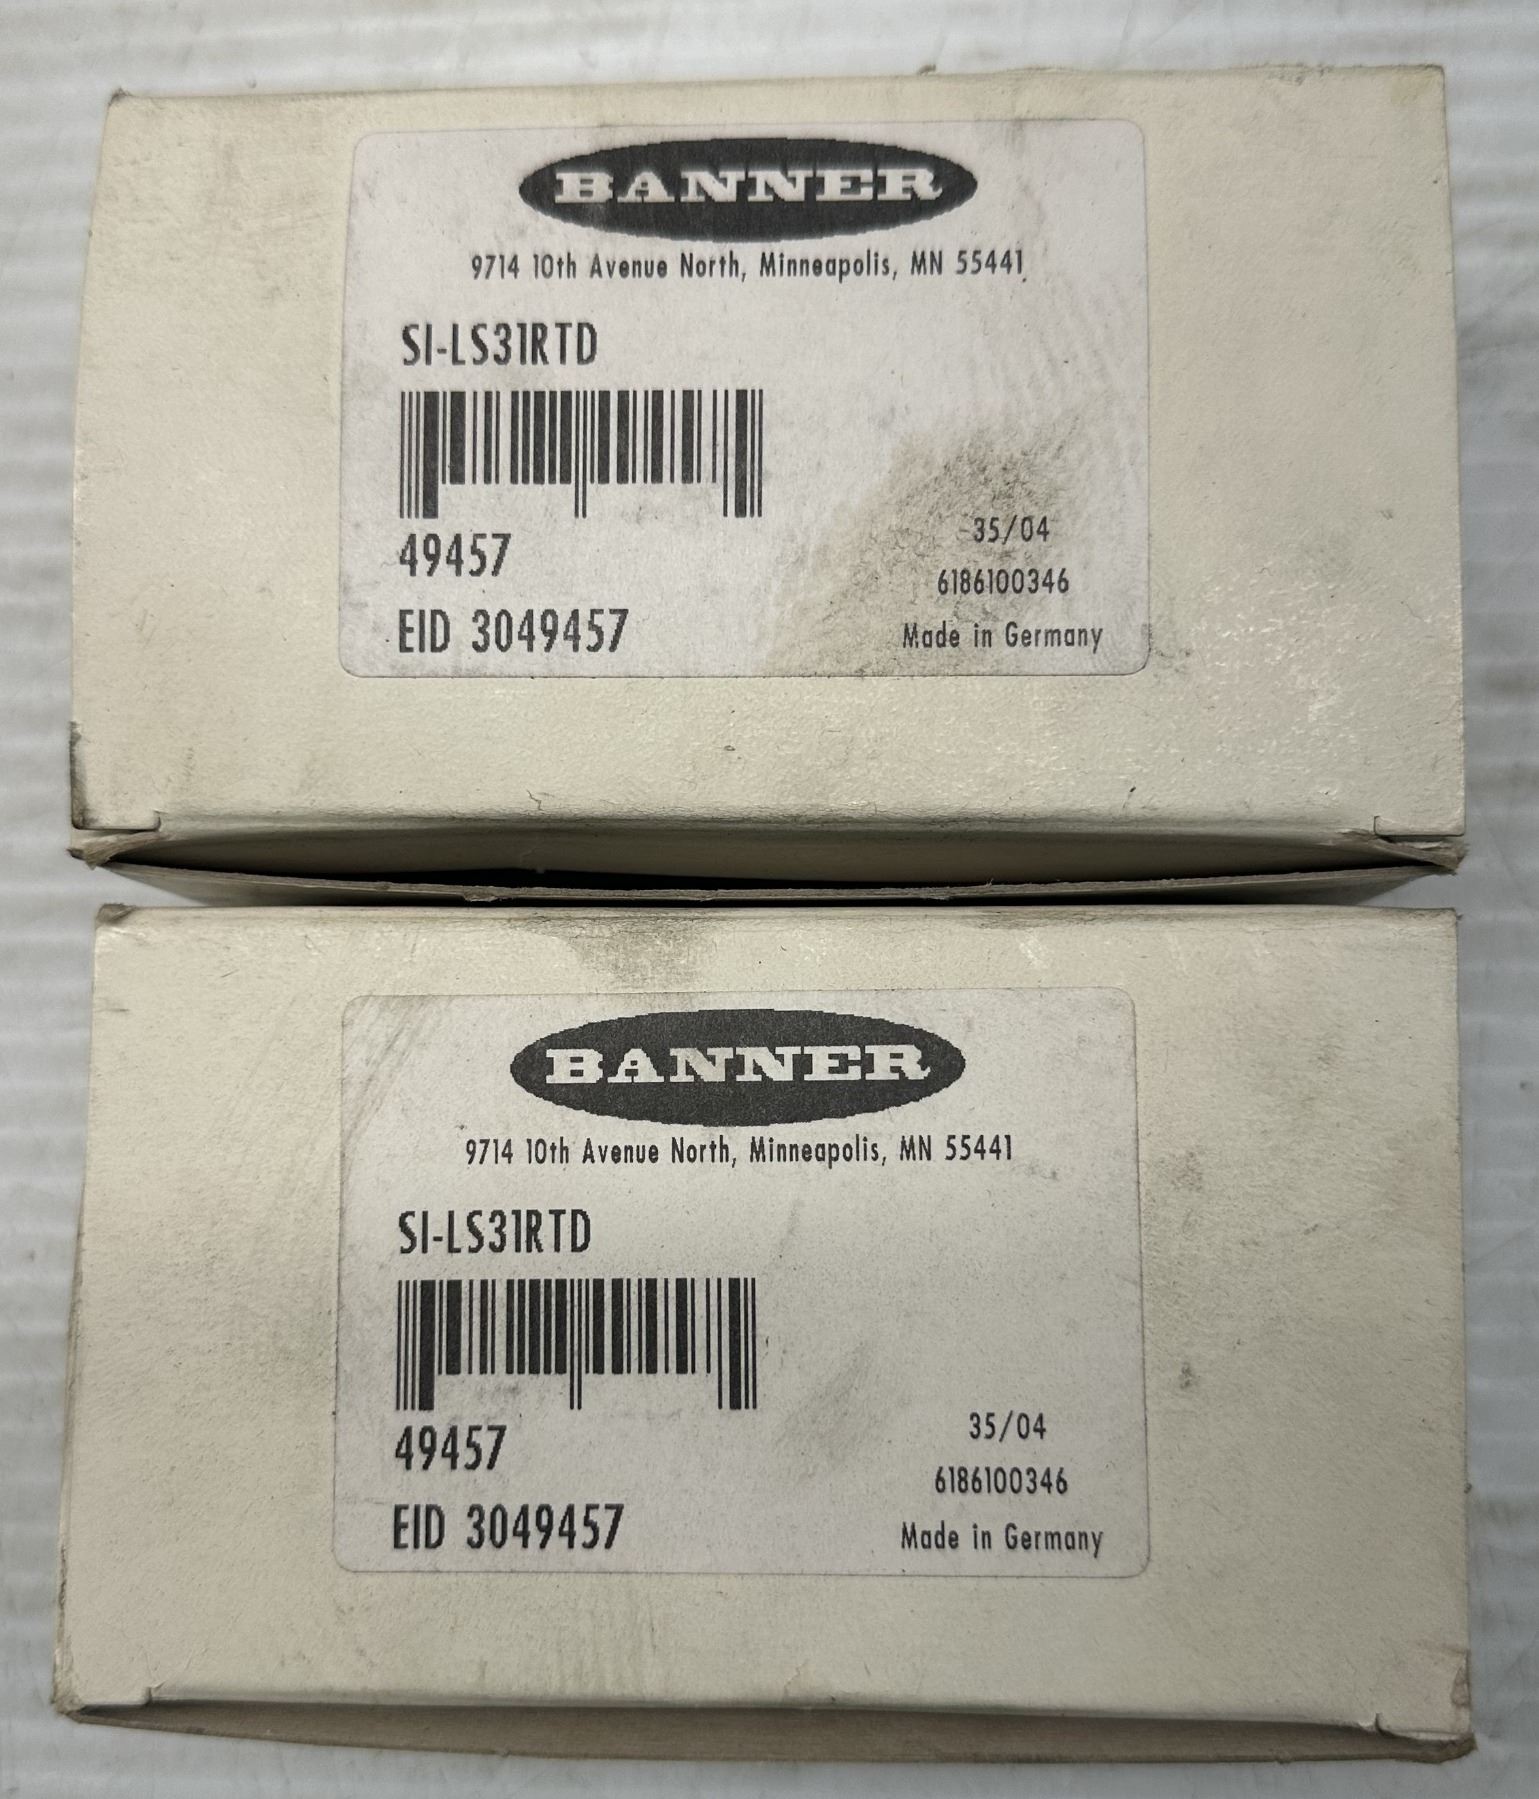 BANNER
9714 10th Avenue North, Minneapolis, MN 55441
SI-LS31RTD
49457
EID 3049457
35/04
6186100346
Made in Germany
BANNER
9714 10th Avenue North, Minneapolis, MN 55441
SI-LS31RTD
49457
EID 3049457
35/04
6186100346
Made in Germany